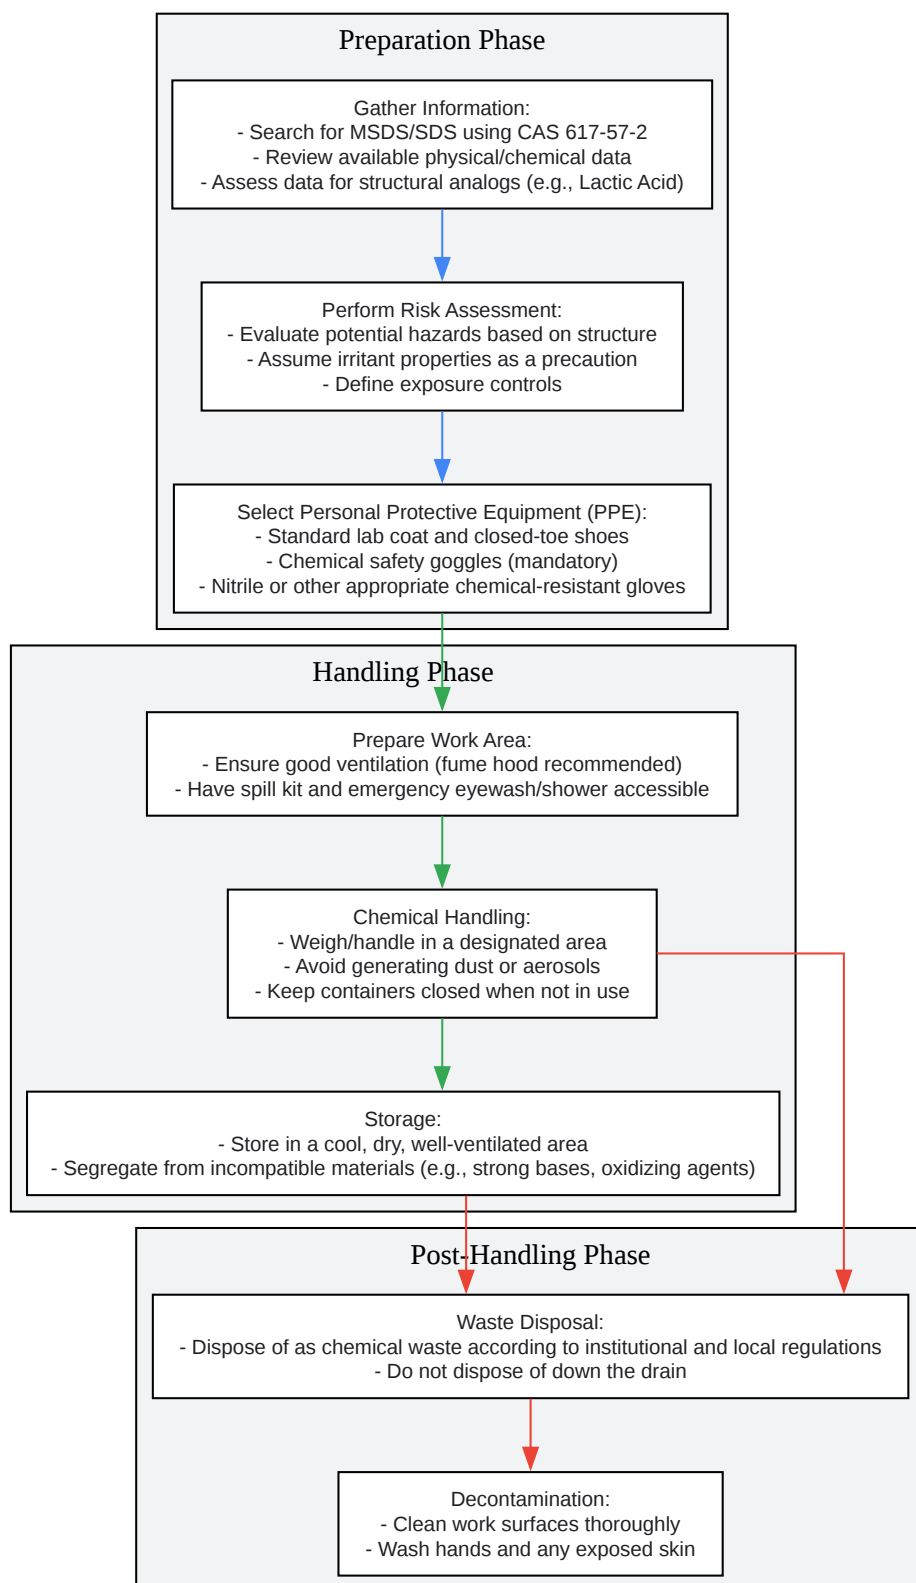 Preparation Phase
Gather Information:
- Search for MSDS/SDS using CAS 617-57-2
- Review available physical/chemical data
- Assess data for structural analogs (e.g., Lactic Acid)
Perform Risk Assessment:
- Evaluate potential hazards based on structure
- Assume irritant properties as a precaution
- Define exposure controls
Select Personal Protective Equipment (PPE):
- Standard lab coat and closed-toe shoes
- Chemical safety goggles (mandatory)
- Nitrile or other appropriate chemical-resistant gloves
Handling Phase
Prepare Work Area:
- Ensure good ventilation (fume hood recommended)
- Have spill kit and emergency eyewash/shower accessible
Chemical Handling:
- Weigh/handle in a designated area
- Avoid generating dust or aerosols
- Keep containers closed when not in use
Storage:
- Store in a cool, dry, well-ventilated area
- Segregate from incompatible materials (e.g., strong bases, oxidizing agents)
Post-Handling Phase
Waste Disposal:
- Dispose of as chemical waste according to institutional and local regulations
- Do not dispose of down the drain
Decontamination:
- Clean work surfaces thoroughly
- Wash hands and any exposed skin